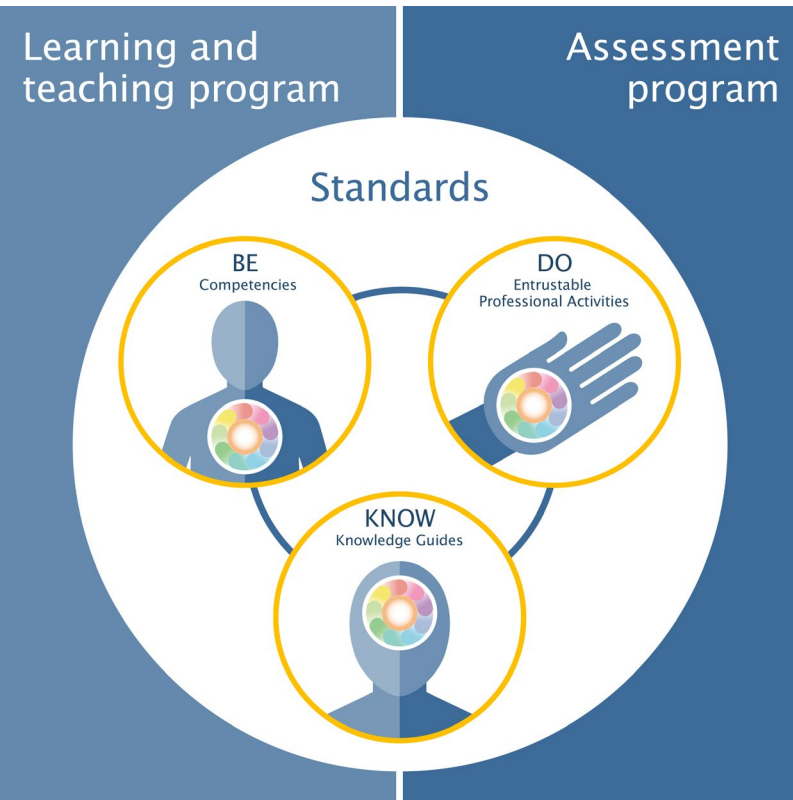 Learning and
teaching program
Assessment
program
Standards
BE
Competencies
DO
Entrustable
Professional Activities
KNOW
Knowledge Guides